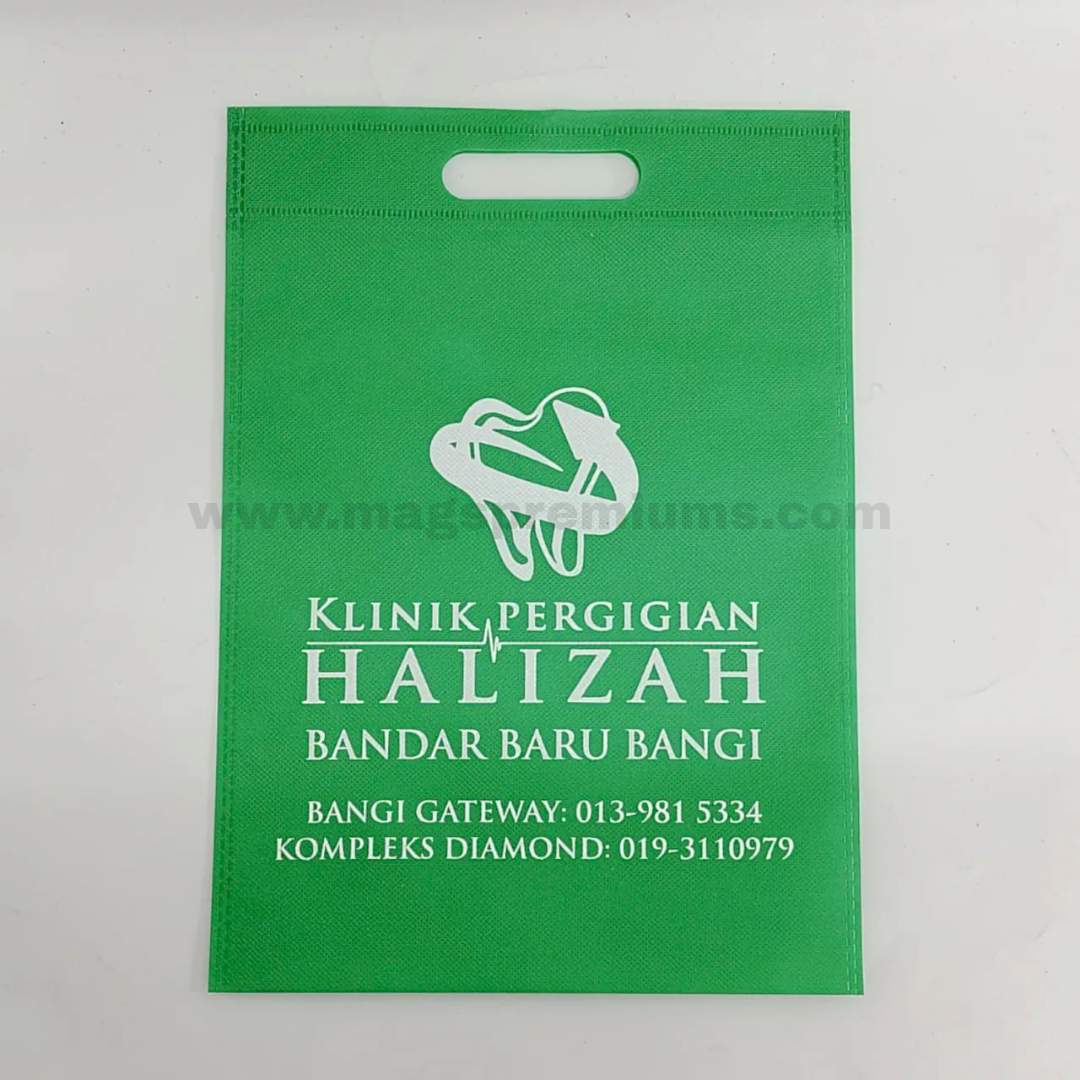 www.magspremiums.com
KLINIK PERGIGIAN
HALIZAH
BANDAR BARU BANGI
BANGI GATEWAY: 013-981 5334
KOMPLEKS DIAMOND: 019-3110979